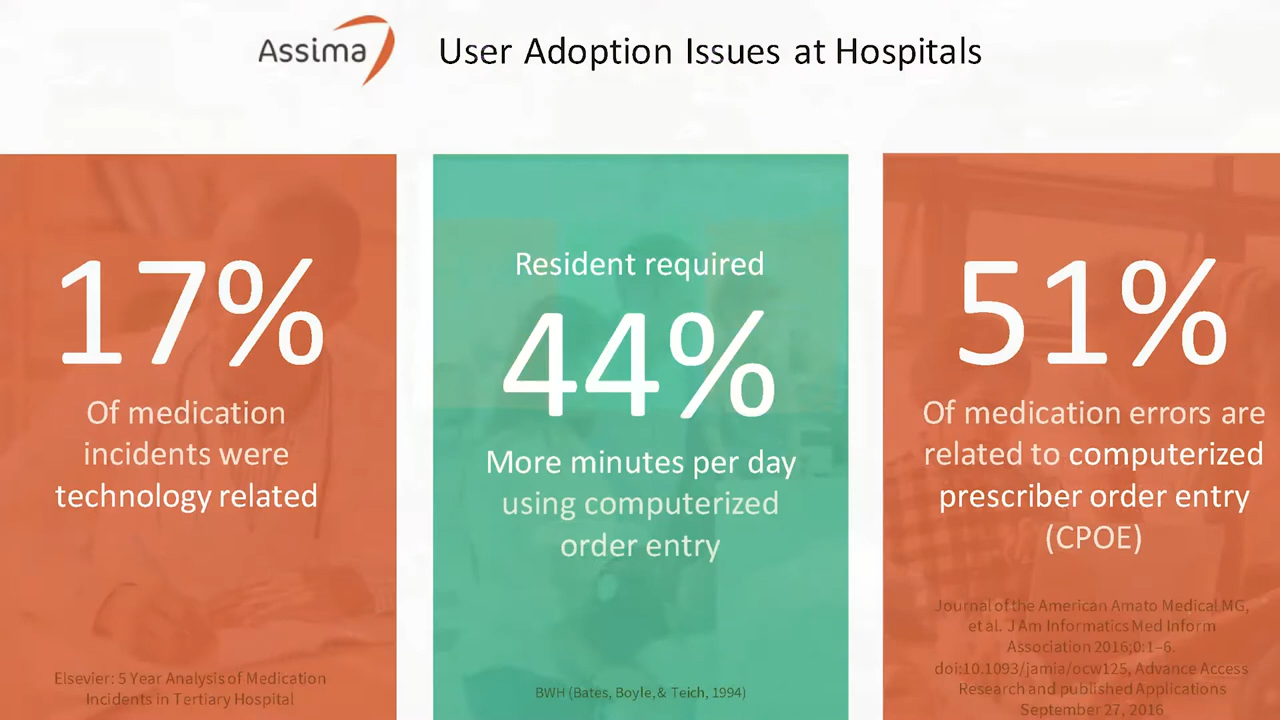 Assima
User Adoption Issues at Hospitals
17%
Of medication
incidents were
technology related
Elsevier: 5 Year Analysis of Medication
Incidents in Tertiary Hospital
Resident required
44%
More minutes per day
using computerized
order entry
BWH (Bates, Boyle, & Teich, 1994)
51%
Of medication errors are
related to computerized
prescriber order entry
(CPOE)
Journal of the American Amato Medical MG,
et al. J Am Informatics Med Inform
Association 2016;0:1–6.
doi:10.1093/jamia/ocw125, Advance Access
Research and published Applications
September 27, 2016